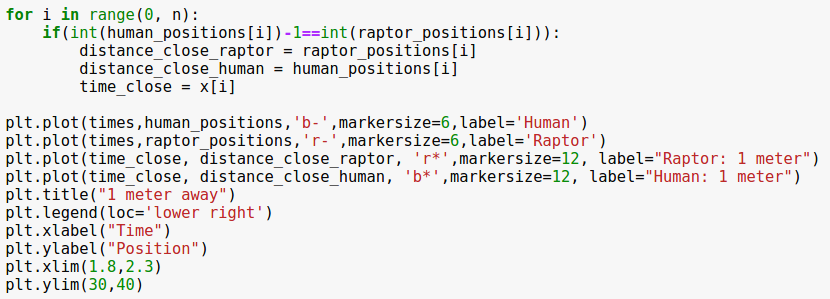 for i in range(0, n):
    if(int(human_positions[i])-1==int(raptor_positions[i])):
        distance_close_raptor = raptor_positions[i]
        distance_close_human = human_positions[i]
        time_close = x[i]

plt.plot(times,human_positions,'b-',markersize=6,label='Human')
plt.plot(times,raptor_positions,'r-',markersize=6,label='Raptor')
plt.plot(time_close, distance_close_raptor, 'r*',markersize=12, label="Raptor: 1 meter")
plt.plot(time_close, distance_close_human, 'b*',markersize=12, label="Human: 1 meter")
plt.title("1 meter away")
plt.legend(loc='lower right')
plt.xlabel("Time")
plt.ylabel("Position")
plt.xlim(1.8,2.3)
plt.ylim(30,40)